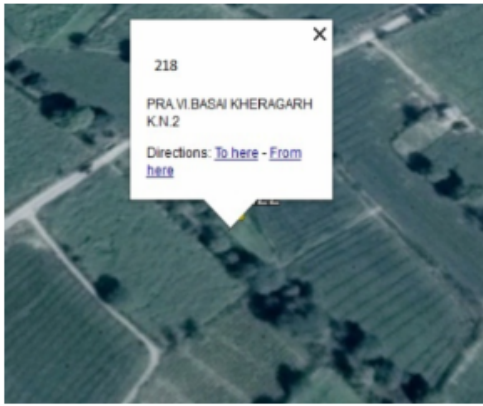 218
PRA.VI.BASAI KHERAGARH
K.N.2
Directions: To here - From
here